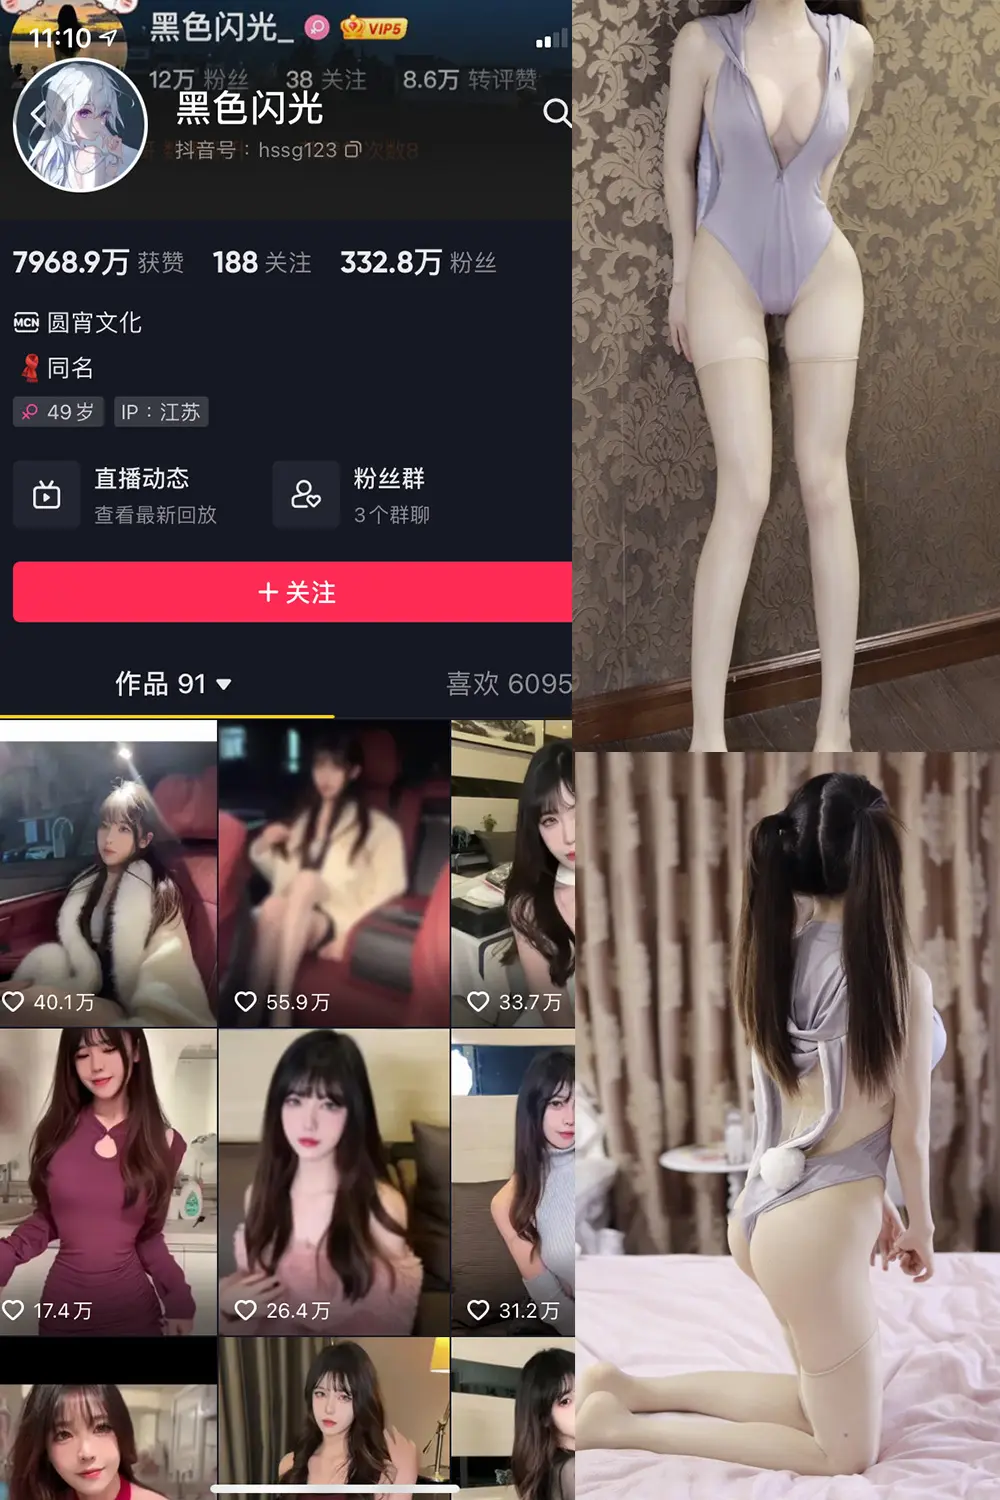 11:10
黑色闪光_ VIP5
12万 粉丝 38 关注 8.6万 转评赞
黑色闪光
抖音号：hssg123
次数8
7968.9万 获赞 188 关注 332.8万 粉丝
MCN 圆宵文化
同名
49岁 IP：江苏
直播动态
查看最新回放
粉丝群
3个群聊
+ 关注
作品 91
喜欢 6095
40.1万
55.9万
33.7万
17.4万
26.4万
31.2万